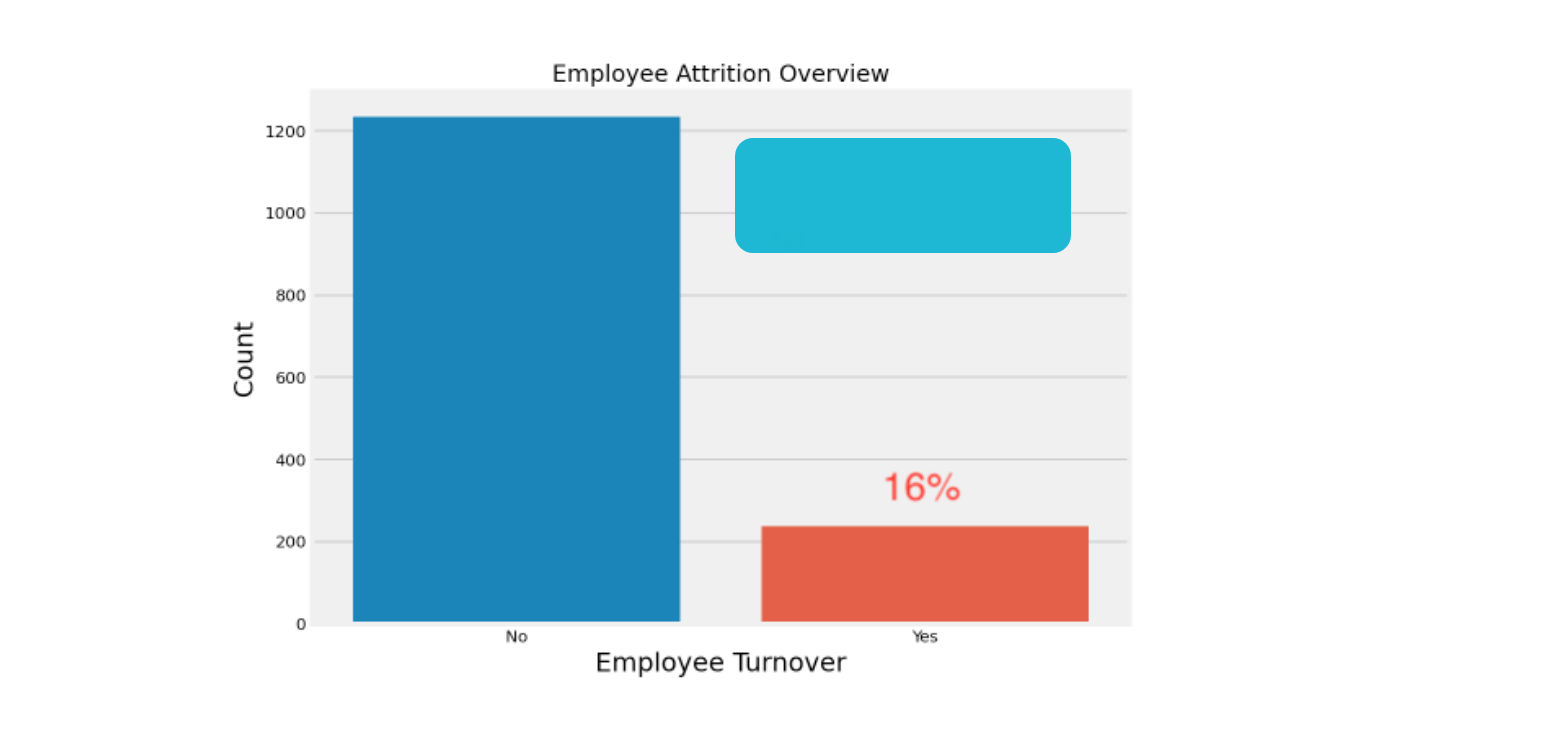 Employee Attrition Overview
1200
1000
800
600
400
200
0
Count
16%
No
Yes
Employee Turnover